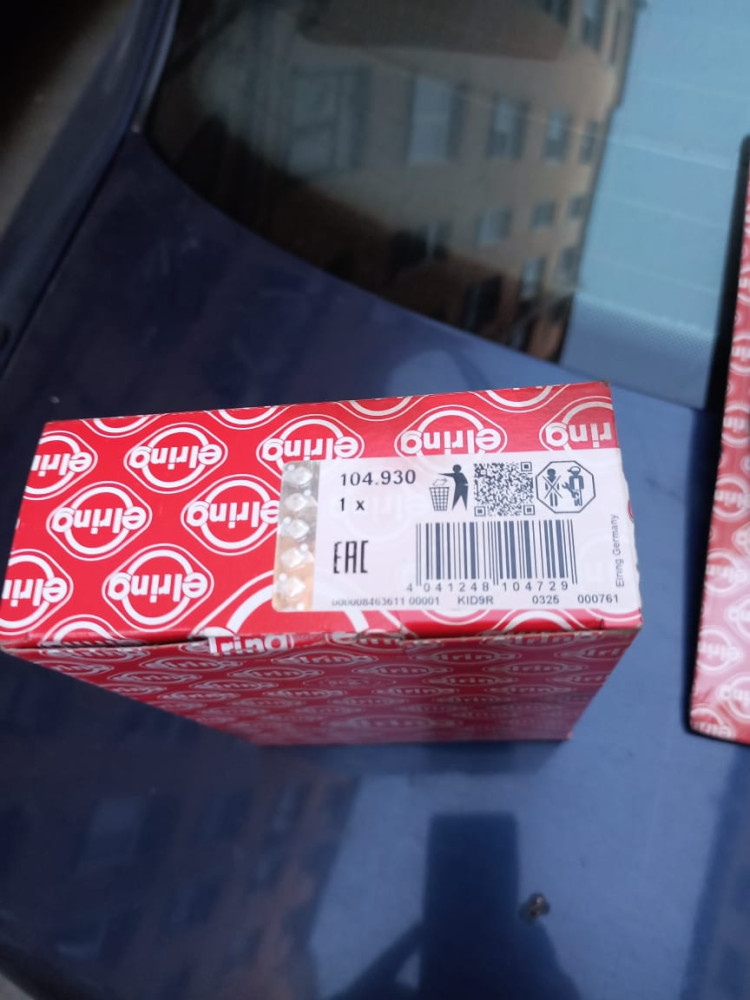 elring
104.930
1 x
EAC
4 041248 104729
000008463611 00001 KID9R 0325 000761
Elring Germany